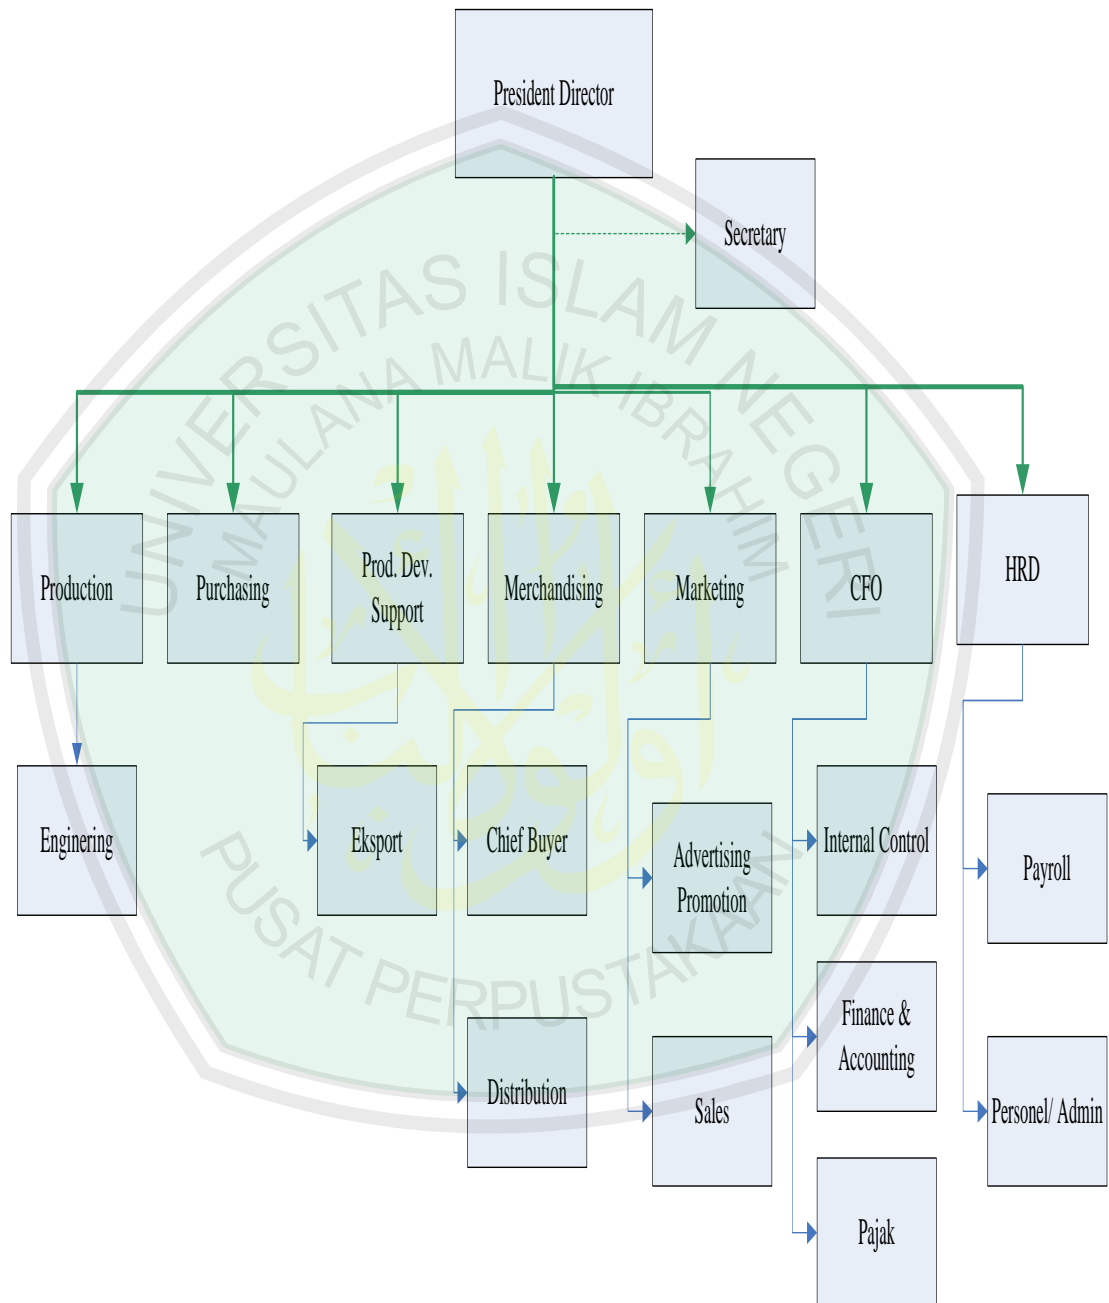 President Director
Secretary
UNIVERSITAS ISLAM NEGERI
MAULANA MALIK IBRAHIM
Production
Purchasing
Prod. Dev.
Support
Merchandising
Marketing
CFO
HRD
Enginering
Eksport
Chief Buyer
Advertising
Promotion
Internal Control
Payroll
PUSAT PERPUSTAKAAN
Distribution
Sales
Finance &
Accounting
Personel/ Admin
Pajak